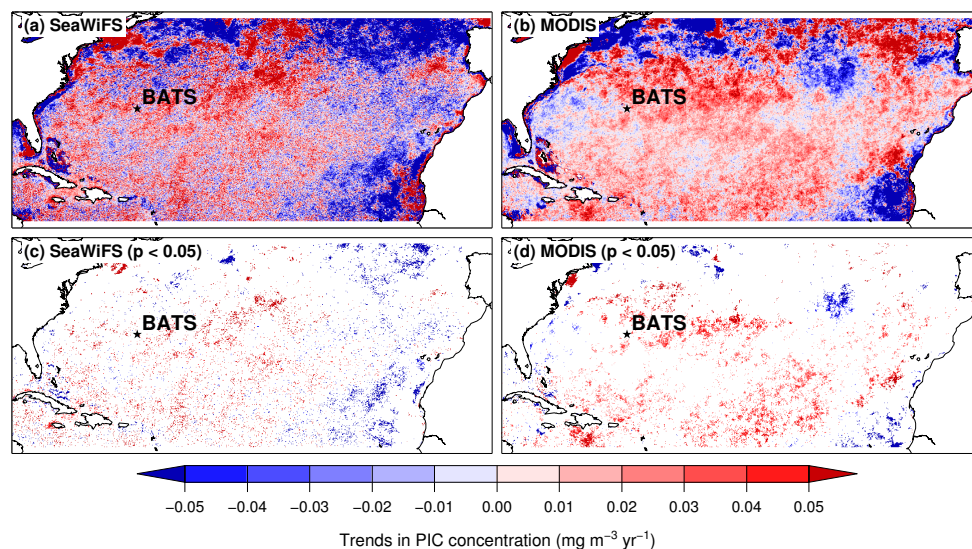 (a) SeaWiFS
BATS
(b) MODIS
BATS
(c) SeaWiFS (p < 0.05)
BATS
(d) MODIS (p < 0.05)
BATS
−0.05 −0.04 −0.03 −0.02 −0.01 0.00 0.01 0.02 0.03 0.04 0.05
Trends in PIC concentration (mg m⁻³ yr⁻¹)